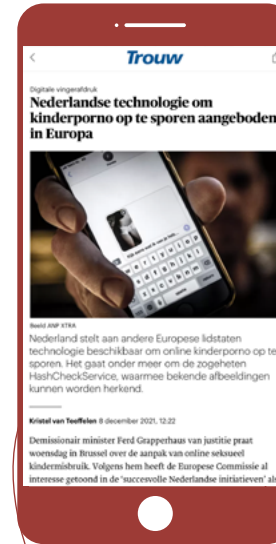 Trouw
Digitale vingerafdruk
Nederlandse technologie om
kinderporno op te sporen aangeboden
in Europa
Beeld ANP XTRA
Nederland stelt aan andere Europese lidstaten
technologie beschikbaar om online kinderporno op te
sporen. Het gaat onder meer om de zogeheten
HashCheckService, waarmee bekende afbeeldingen
kunnen worden herkend.
Kristel van Teeffelen 8 december 2021, 12:22
Demissionair minister Ferd Grapperhaus van justitie praat
woensdag in Brussel over de aanpak van online seksueel
kindermisbruik. Volgens hem heeft de Europese Commissie al
interesse getoond in de 'succesvolle Nederlandse initiatieven' als